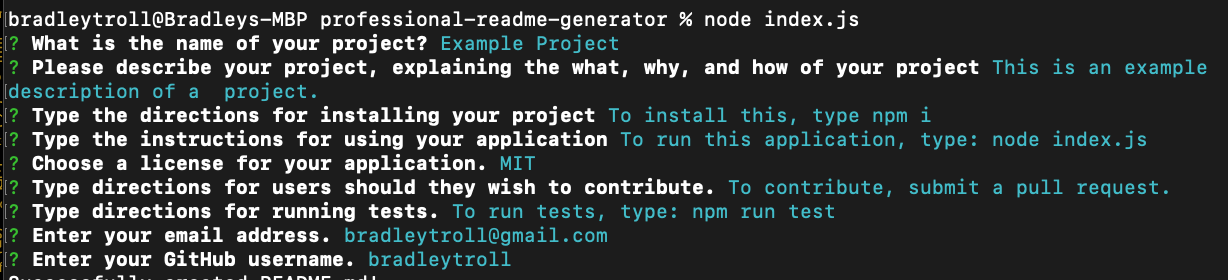 bradleytroll@Bradleys-MBP professional-readme-generator % node index.js
? What is the name of your project? Example Project
? Please describe your project, explaining the what, why, and how of your project This is an example
description of a  project.
? Type the directions for installing your project To install this, type npm i
? Type the instructions for using your application To run this application, type: node index.js
? Choose a license for your application. MIT
? Type directions for users should they wish to contribute. To contribute, submit a pull request.
? Type directions for running tests. To run tests, type: npm run test
? Enter your email address. bradleytroll@gmail.com
? Enter your GitHub username. bradleytroll
Successfully created README.md!